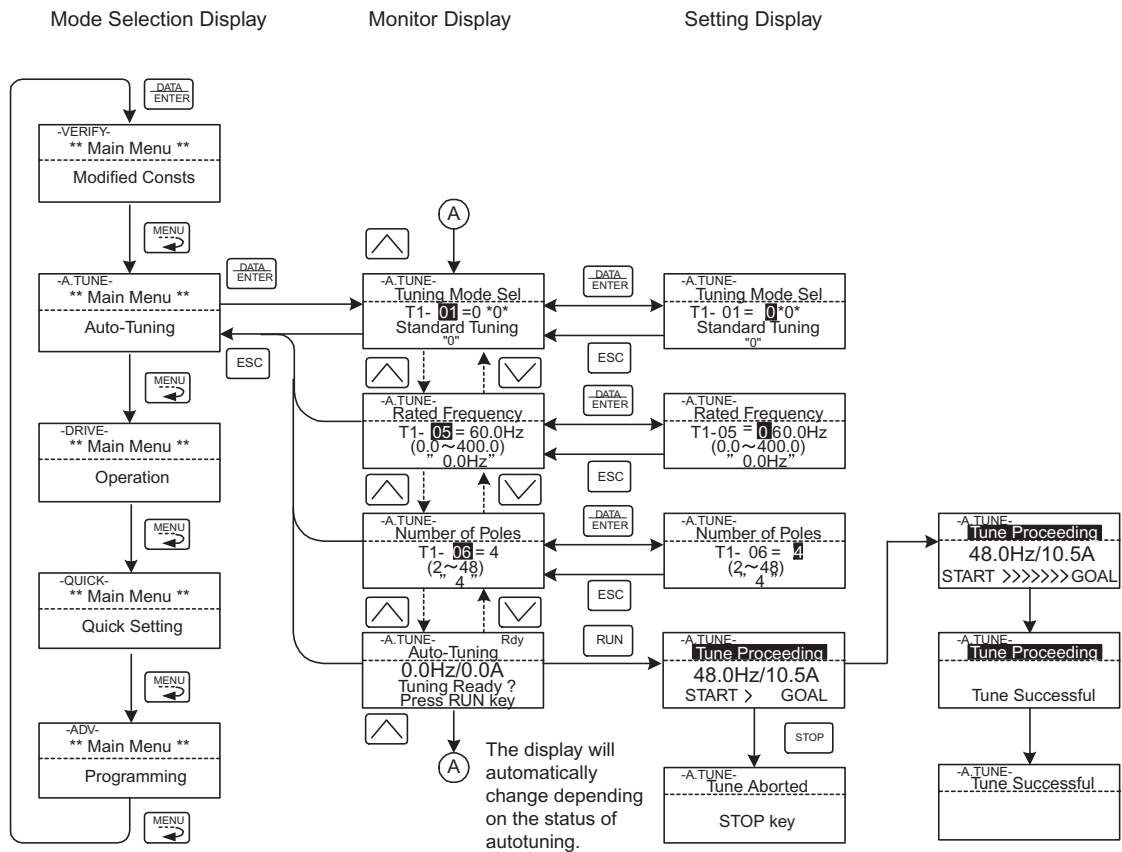 Mode Selection Display
Monitor Display
Setting Display
DATA
ENTER
-VERIFY-
** Main Menu **
Modified Consts
MENU
-A.TUNE-
** Main Menu **
Auto-Tuning
MENU
-DRIVE-
** Main Menu **
Operation
MENU
-QUICK-
** Main Menu **
Quick Setting
MENU
-ADV-
** Main Menu **
Programming
MENU
DATA
ENTER
ESC
A
-A.TUNE-
Tuning Mode Sel
T1- 01 =0 *0*
Standard Tuning
"0"
DATA
ENTER
ESC
-A.TUNE-
Tuning Mode Sel
T1- 01 = 0*0*
Standard Tuning
"0"
-A.TUNE-
Rated Frequency
T1- 05 = 60.0Hz
(0.0~400.0)
" 0.0Hz"
DATA
ENTER
ESC
-A.TUNE-
Rated Frequency
T1-05 = 060.0Hz
(0.0~400.0)
" 0.0Hz"
-A.TUNE-
Number of Poles
T1- 06 = 4
(2~48)
" 4 "
DATA
ENTER
ESC
-A.TUNE-
Number of Poles
T1- 06 = 4
(2~48)
" 4 "
-A.TUNE- Rdy
Auto-Tuning
0.0Hz/0.0A
Tuning Ready ?
Press RUN key
RUN
-A.TUNE-
Tune Proceeding
48.0Hz/10.5A
START > GOAL
STOP
-A.TUNE-
Tune Aborted
STOP key
-A.TUNE-
Tune Proceeding
48.0Hz/10.5A
START >>>>>>>GOAL
-A.TUNE-
Tune Proceeding
Tune Successful
-A.TUNE-
Tune Successful
A
The display will
automatically
change depending
on the status of
autotuning.